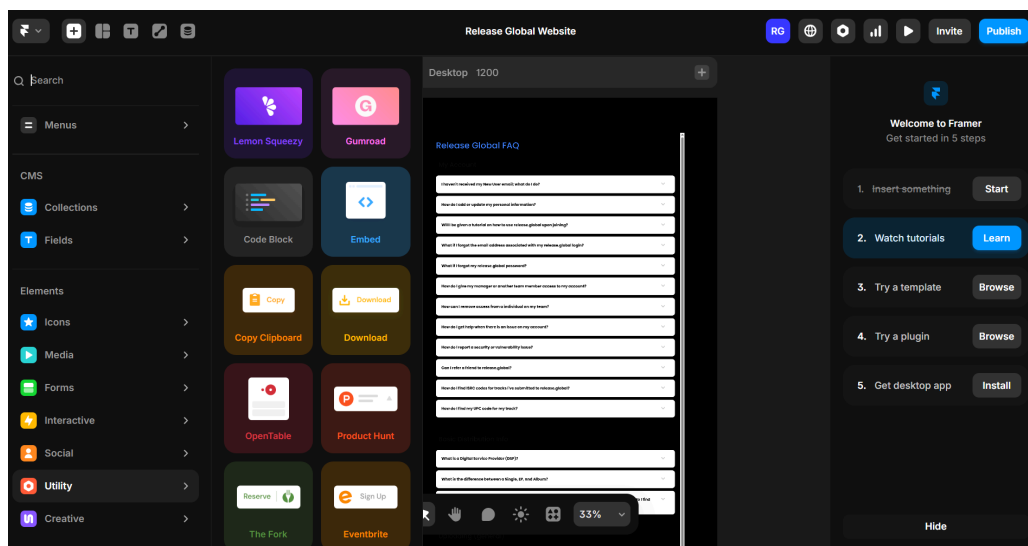 Release Global Website
RG
Invite
Publish
Search
Menus
CMS
Collections
Fields
Elements
Icons
Media
Forms
Interactive
Social
Utility
Creative
Lemon Squeezy
G
Gumroad
Code Block
Embed
Copy
Copy Clipboard
Download
Download
OpenTable
P
Product Hunt
Reserve
The Fork
e Sign Up
Eventbrite
Desktop 1200
Release Global FAQ
I haven't received my New User email; what do I do?
How do I add or update my personal information?
Will I be given a tutorial on how to use release.global upon joining?
What if I forgot the email address associated with my release.global login?
What if I forgot my release.global password?
How do I give my manager or another team member access to my account?
How can I remove access from a individual on my team?
How do I get help when there is an issue on my account?
How do I report a security or vulnerability issue?
Can I refer a friend to release.global?
How do I find ISRC codes for tracks I've submitted to release.global?
How do I find my UPC code for my track?
What is a Digital Service Provider (DSP)?
What is the difference between a Single, EP, and Album?
33%
Welcome to Framer
Get started in 5 steps
1. Insert something
Start
2. Watch tutorials
Learn
3. Try a template
Browse
4. Try a plugin
Browse
5. Get desktop app
Install
Hide